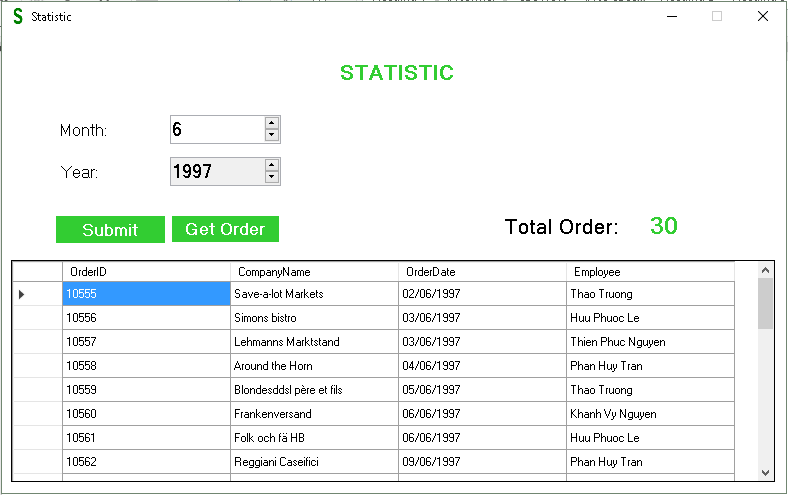 S Statistic
STATISTIC
Month: 6
Year: 1997
Submit Get Order Total Order: 30
OrderID CompanyName OrderDate Employee
10555 Save-a-lot Markets 02/06/1997 Thao Truong
10556 Simons bistro 03/06/1997 Huu Phuoc Le
10557 Lehmanns Marktstand 03/06/1997 Thien Phuc Nguyen
10558 Around the Horn 04/06/1997 Phan Huy Tran
10559 Blondesddsl père et fils 05/06/1997 Thao Truong
10560 Frankenversand 06/06/1997 Khanh Vy Nguyen
10561 Folk och fä HB 06/06/1997 Huu Phuoc Le
10562 Reggiani Caseifici 09/06/1997 Phan Huy Tran